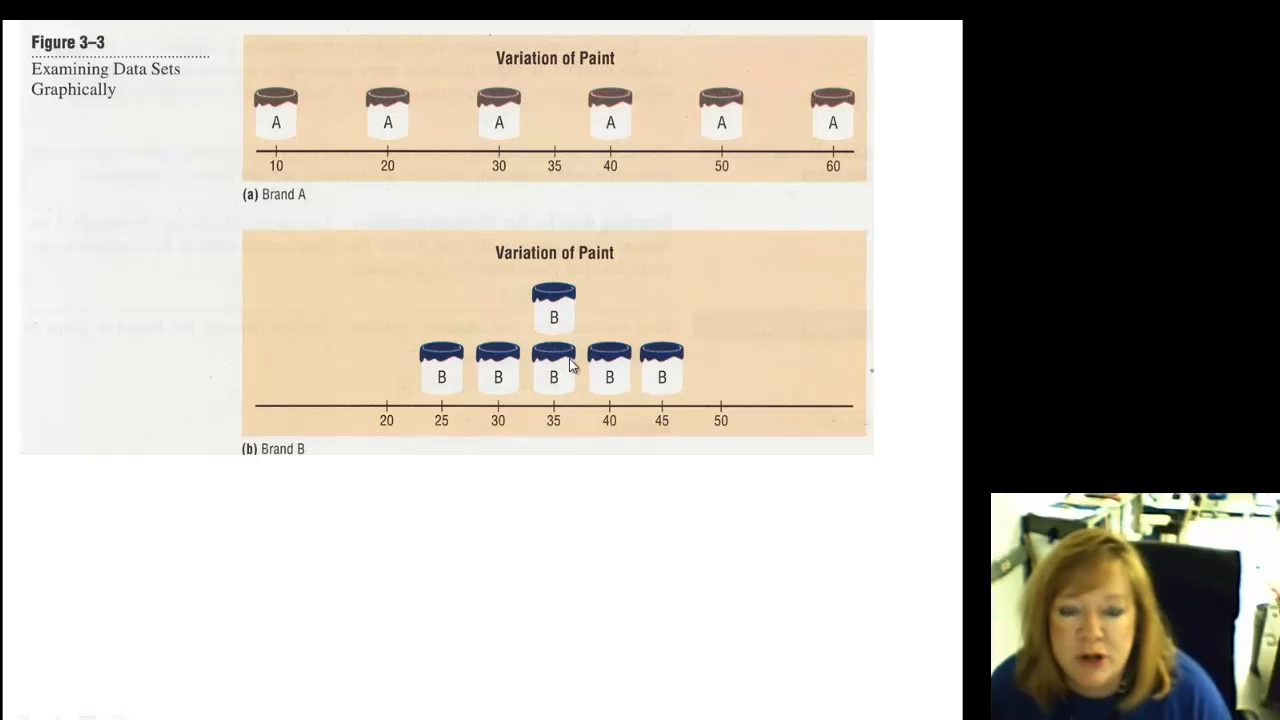 Figure 3–3
Examining Data Sets
Graphically
Variation of Paint
A A A A A A
10 20 30 35 40 50 60
(a) Brand A
Variation of Paint
B
B B B B B
20 25 30 35 40 45 50
(b) Brand B